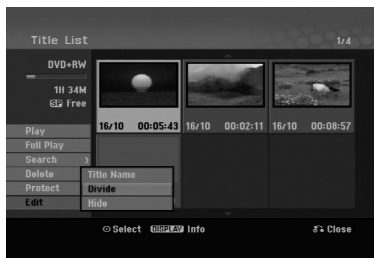 Title List
1/4
DVD+RW
1H 34M
SP Free
16/10 00:05:43
16/10 00:02:11
16/10 00:08:57
Play
Full Play
Search
Delete
Protect
Edit
Title Name
Divide
Hide
Select DISPLAY Info
Close